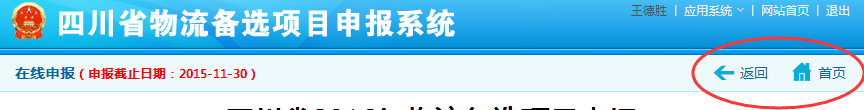 四川省物流备选项目申报系统
王德胜 | 应用系统 | 网站首页 | 退出
在线申报 ( 申报截止日期：2015-11-30 )
返回 首页